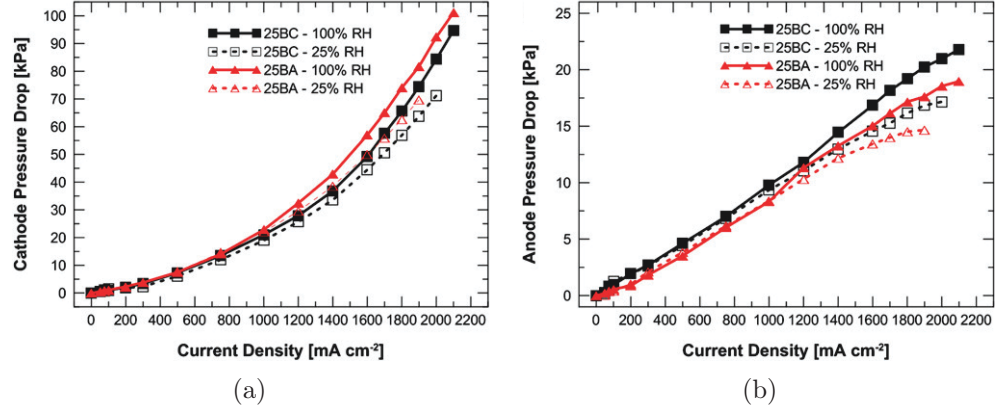 Cathode Pressure Drop [kPa]
100
90
80
70
60
50
40
30
20
10
0
25BC - 100% RH
25BC - 25% RH
25BA - 100% RH
25BA - 25% RH
0 200 400 600 800 1000 1200 1400 1600 1800 2000 2200
Current Density [mA cm⁻²]
(a)
Anode Pressure Drop [kPa]
25
20
15
10
5
0
25BC - 100% RH
25BC - 25% RH
25BA - 100% RH
25BA - 25% RH
0 200 400 600 800 1000 1200 1400 1600 1800 2000 2200
Current Density [mA cm⁻²]
(b)